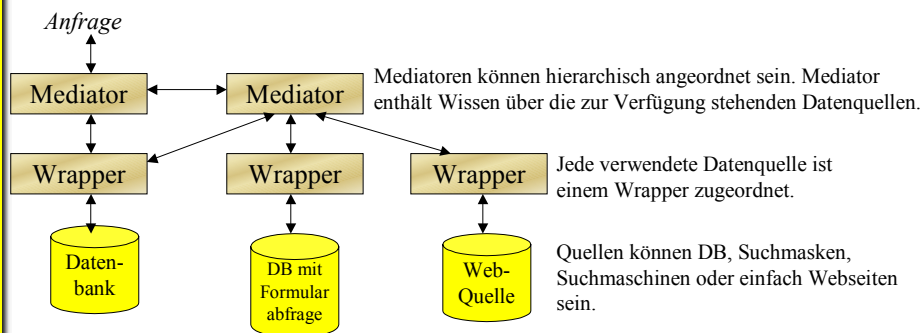 Anfrage
Mediator
Mediator
Mediatoren können hierarchisch angeordnet sein. Mediator
enthält Wissen über die zur Verfügung stehenden Datenquellen.
Wrapper
Wrapper
Wrapper
Jede verwendete Datenquelle ist
einem Wrapper zugeordnet.
Daten-
bank
DB mit
Formular
abfrage
Web-
Quelle
Quellen können DB, Suchmasken,
Suchmaschinen oder einfach Webseiten
sein.